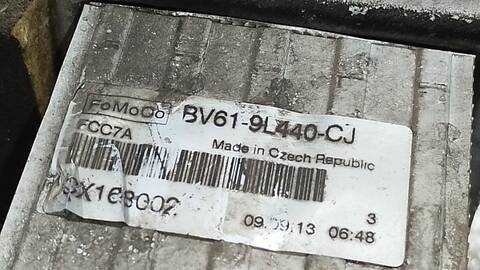 FoMoCo BV61-9L440-CJ
FCC7A Made in Czech Republic
3
09.09.13 06:48